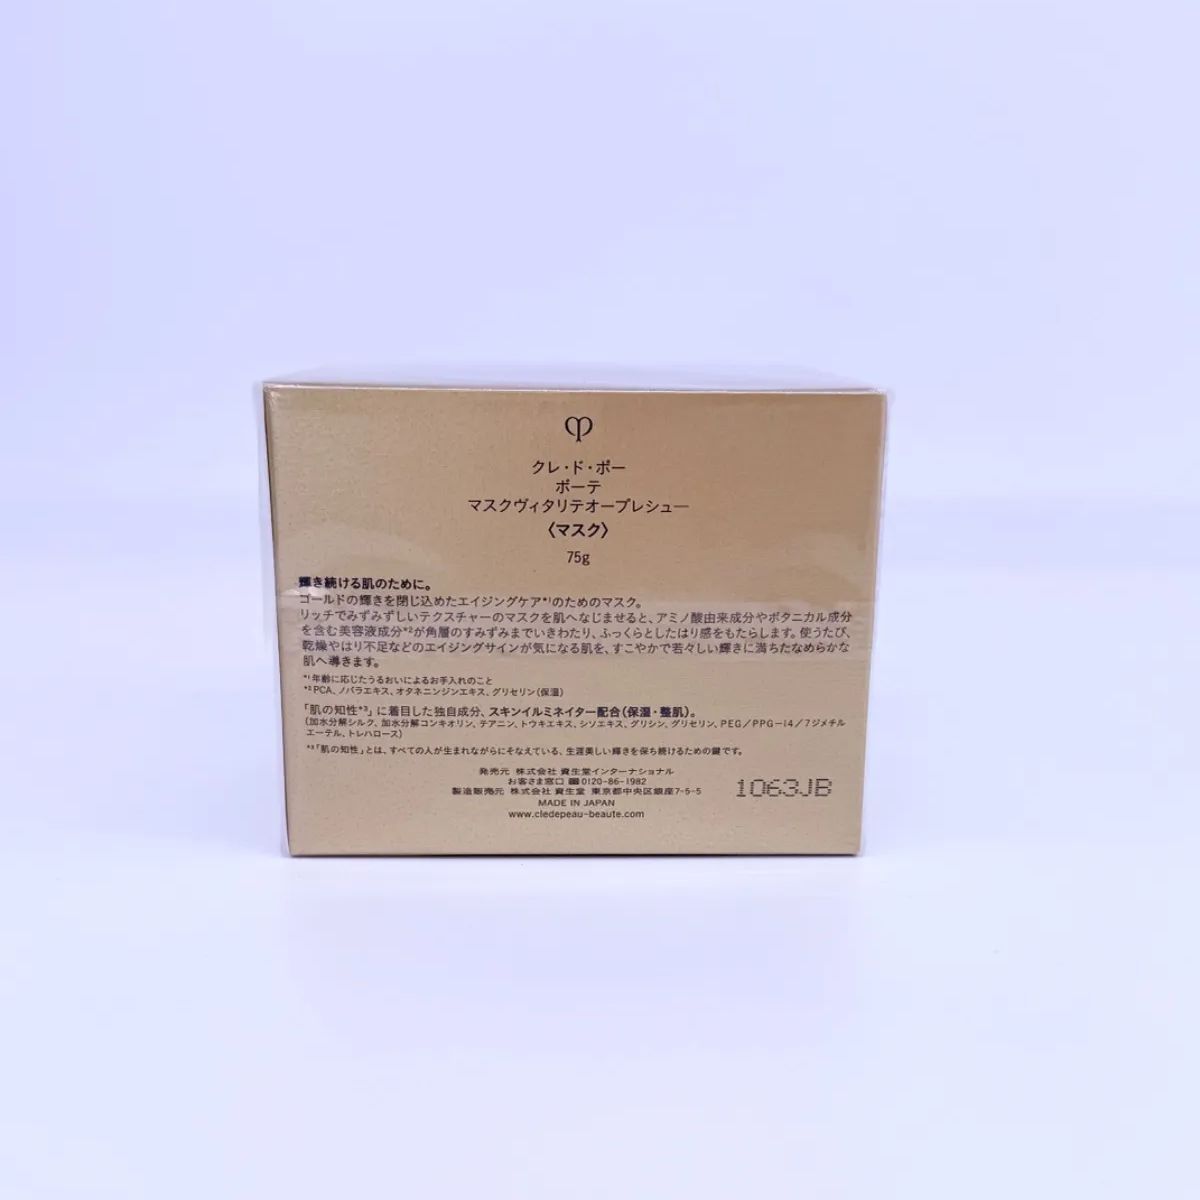 クレ・ド・ポー
ボーテ
マスクヴィタリテオープレシュー
〈マスク〉
75g
輝き続ける肌のために。
ゴールドの輝きを閉じ込めたエイジングケア*¹のためのマスク。
リッチでみずみずしいテクスチャーのマスクを肌へなじませると、アミノ酸由来成分やボタニカル成分
を含む美容液成分*²が角層のすみずみまでいきわたり、ふっくらとしたはり感をもたらします。使うたび、
乾燥やはり不足などのエイジングサインが気になる肌を、すこやかで若々しい輝きに満ちたなめらかな
肌へ導きます。
*¹年齢に応じたうるおいによるお手入れのこと
*²PCA、ノバラエキス、オタネニンジンエキス、グリセリン(保湿)
「肌の知性*³」に着目した独自成分、スキンイルミネイター配合(保湿・整肌)。
(加水分解シルク、加水分解コンキオリン、テアニン、トウキエキス、シソエキス、グリシン、グリセリン、PEG/PPG-14/7ジメチル
エーテル、トレハロース)
*³「肌の知性」とは、すべての人が生まれながらにそなえている、生涯美しい輝きを保ち続けるための鍵です。
発売元 株式会社 資生堂インターナショナル
お客さま窓口 0120-86-1982
製造販売元 株式会社 資生堂 東京都中央区銀座7-5-5
1063JB
MADE IN JAPAN
www.cledepeau-beaute.com